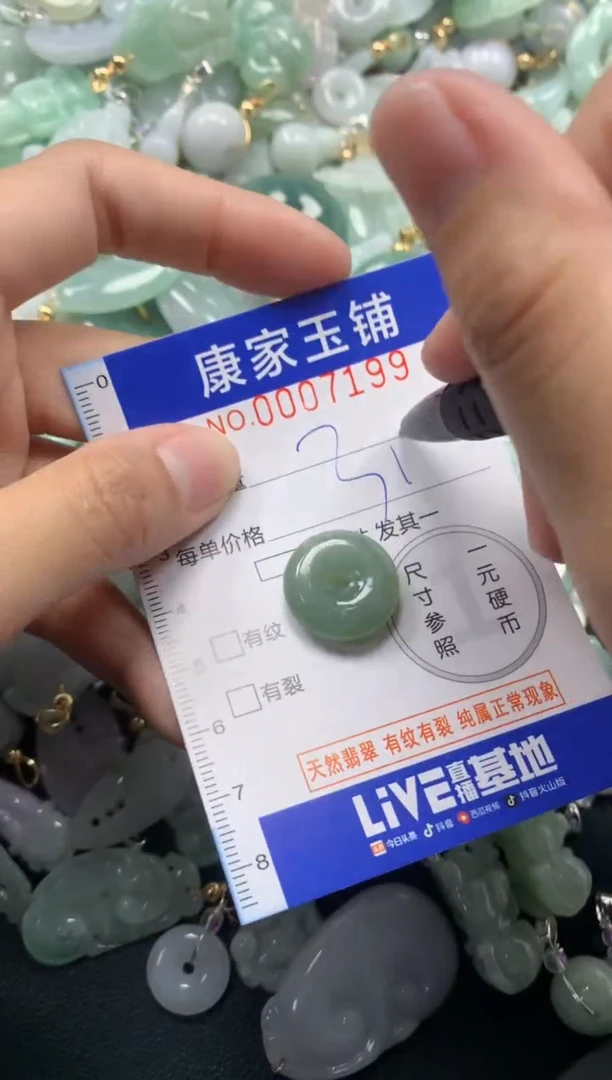 康家玉铺
NO.0007199
0
31
3 每单价格
发其一
4
有纹
5
有裂
尺寸参照
一元硬币
6
天然翡翠 有纹有裂 纯属正常现象
7
LiVE直播基地
今日头条 抖音 西瓜视频 抖音火山版
8